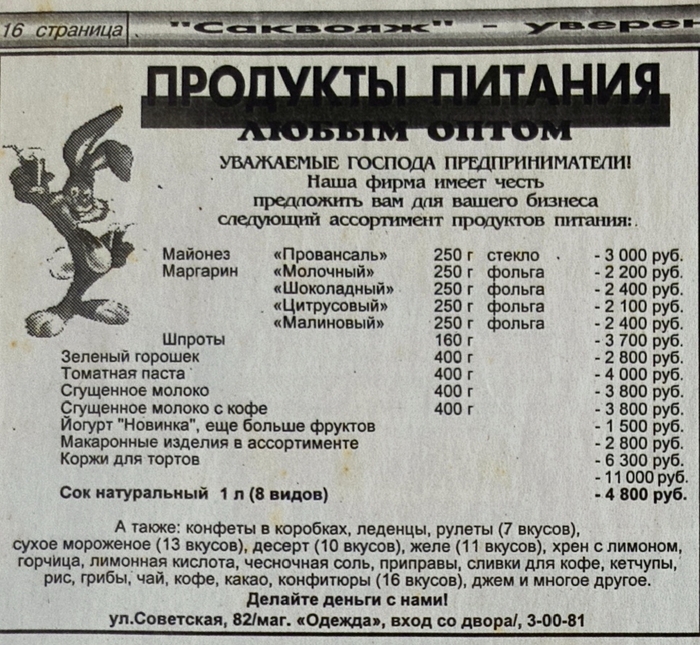 16 страница
"Саквояж" - увере
ПРОДУКТЫ ПИТАНИЯ
ЛЮБЫМ ОПТОМ
УВАЖАЕМЫЕ ГОСПОДА ПРЕДПРИНИМАТЕЛИ!
Наша фирма имеет честь
предложить вам для вашего бизнеса
следующий ассортимент продуктов питания:
Майонез «Провансаль» 250 г стекло - 3 000 руб.
Маргарин «Молочный» 250 г фольга - 2 200 руб.
«Шоколадный» 250 г фольга - 2 400 руб.
«Цитрусовый» 250 г фольга - 2 100 руб.
«Малиновый» 250 г фольга - 2 400 руб.
Шпроты 160 г - 3 700 руб.
Зеленый горошек 400 г - 2 800 руб.
Томатная паста 400 г - 4 000 руб.
Сгущенное молоко 400 г - 3 800 руб.
Сгущенное молоко с кофе 400 г - 3 800 руб.
Йогурт "Новинка", еще больше фруктов - 1 500 руб.
Макаронные изделия в ассортименте - 2 800 руб.
Коржи для тортов - 6 300 руб.
- 11 000 руб.
Сок натуральный 1 л (8 видов) - 4 800 руб.
А также: конфеты в коробках, леденцы, рулеты (7 вкусов),
сухое мороженое (13 вкусов), десерт (10 вкусов), желе (11 вкусов), хрен с лимоном,
горчица, лимонная кислота, чесночная соль, приправы, сливки для кофе, кетчупы,
рис, грибы, чай, кофе, какао, конфитюры (16 вкусов), джем и многое другое.
Делайте деньги с нами!
ул.Советская, 82/маг. «Одежда», вход со двора/, 3-00-81